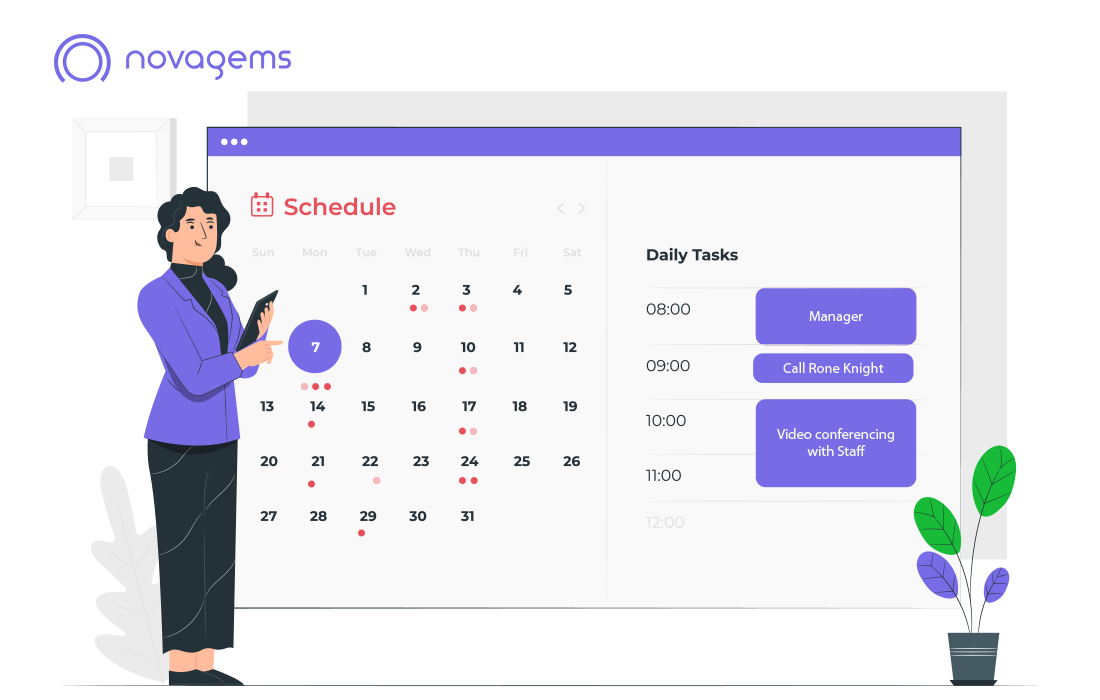 novagems
Schedule
Sun Mon Tue Wed Thu Fri Sat
1 2 3 4 5
7 8 9 10 11 12
13 14 15 16 17 18 19
20 21 22 23 24 25 26
27 28 29 30 31
Daily Tasks
08:00
Manager
09:00
Call Rone Knight
10:00
Video conferencing
with Staff
11:00
12:00